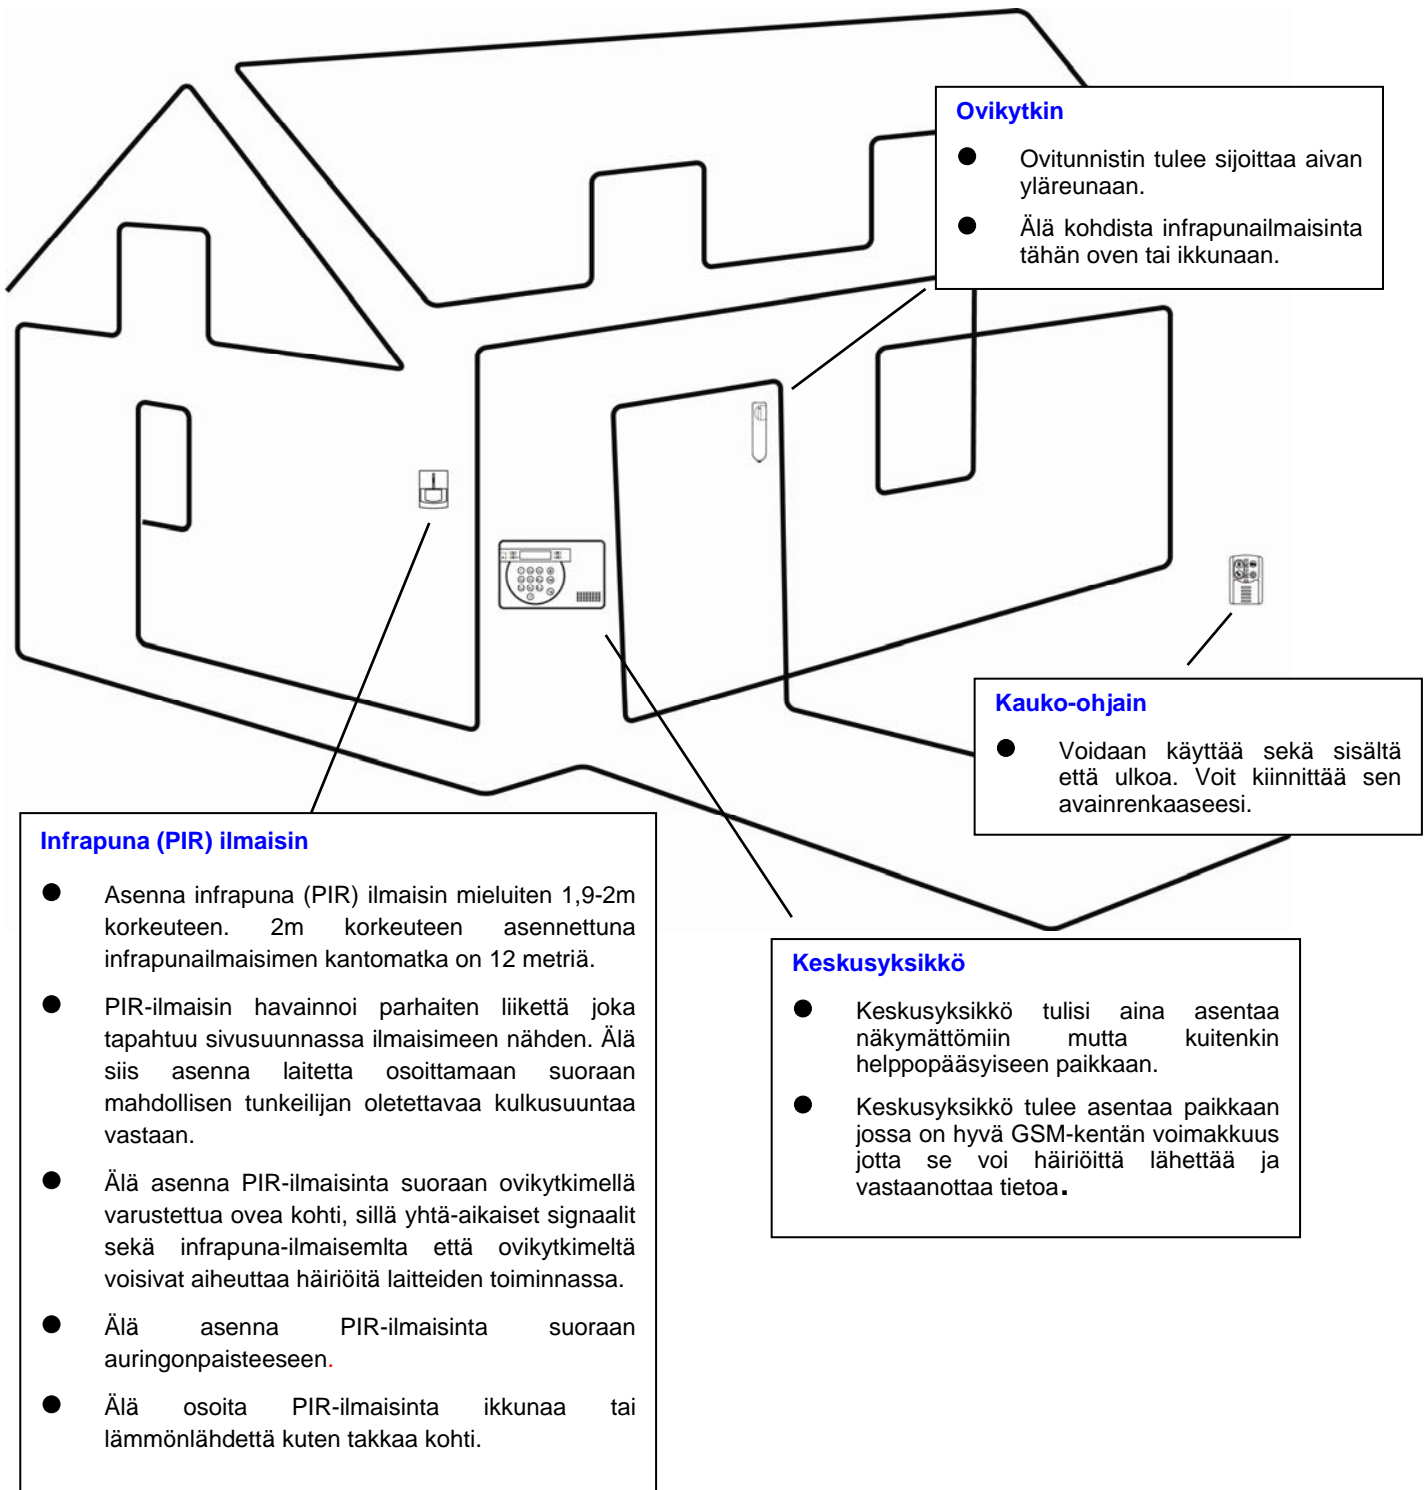 Ovikytkin
● Ovitunnistin tulee sijoittaa aivan
yläreunaan.
● Älä kohdista infrapunailmaisinta
tähän oven tai ikkunaan.
Kauko-ohjain
● Voidaan käyttää sekä sisältä
että ulkoa. Voit kiinnittää sen
avainrenkaaseesi.
Infrapuna (PIR) ilmaisin
● Asenna infrapuna (PIR) ilmaisin mieluiten 1,9-2m
korkeuteen. 2m korkeuteen asennettuna
infrapunailmaisimen kantomatka on 12 metriä.
● PIR-ilmaisin havainnoi parhaiten liikettä joka
tapahtuu sivusuunnassa ilmaisimeen nähden. Älä
siis asenna laitetta osoittamaan suoraan
mahdollisen tunkeilijan oletettavaa kulkusuuntaa
vastaan.
● Älä asenna PIR-ilmaisinta suoraan ovikytkimellä
varustettua ovea kohti, sillä yhtä-aikaiset signaalit
sekä infrapuna-ilmaisemlta että ovikytkimeltä
voisivat aiheuttaa häiriöitä laitteiden toiminnassa.
● Älä asenna PIR-ilmaisinta suoraan
auringonpaisteeseen.
● Älä osoita PIR-ilmaisinta ikkunaa tai
lämmönlähdettä kuten takkaa kohti.
Keskusyksikkö
● Keskusyksikkö tulisi aina asentaa
näkymättömiin mutta kuitenkin
helppopääsyiseen paikkaan.
● Keskusyksikkö tulee asentaa paikkaan
jossa on hyvä GSM-kentän voimakkuus
jotta se voi häiriöittä lähettää ja
vastaanottaa tietoa.